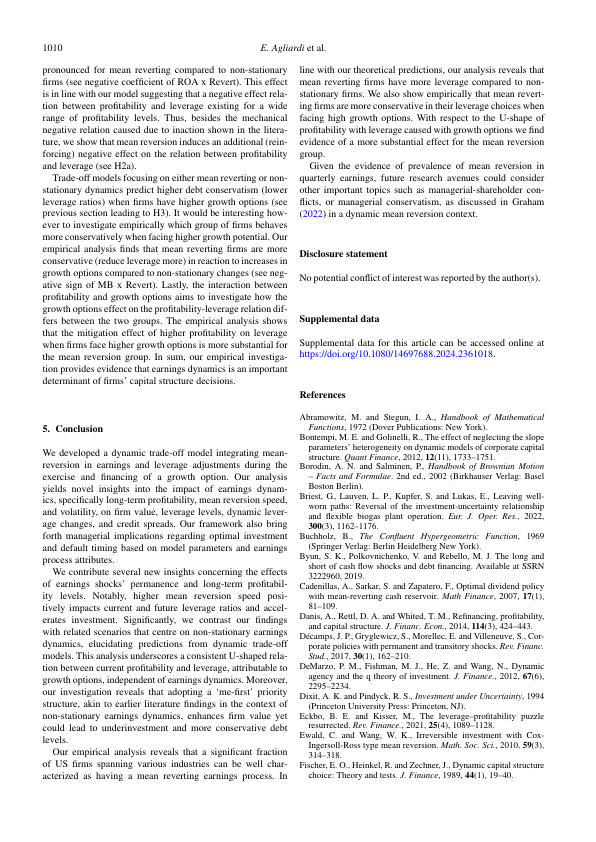 1010
E. Agliardi et al.
pronounced for mean reverting compared to non-stationary
firms (see negative coefficient of ROA x Revert). This effect
is in line with our model suggesting that a negative effect rela-
tion between profitability and leverage existing for a wide
range of profitability levels. Thus, besides the mechanical
negative relation caused due to inaction shown in the litera-
ture, we show that mean reversion induces an additional (rein-
forcing) negative effect on the relation between profitability
and leverage (see H2a).
Trade-off models focusing on either mean reverting or non-
stationary dynamics predict higher debt conservatism (lower
leverage ratios) when firms have higher growth options (see
previous section leading to H3). It would be interesting how-
ever to investigate empirically which group of firms behaves
more conservatively when facing higher growth potential. Our
empirical analysis finds that mean reverting firms are more
conservative (reduce leverage more) in reaction to increases in
growth options compared to non-stationary changes (see neg-
ative sign of MB x Revert). Lastly, the interaction between
profitability and growth options aims to investigate how the
growth options effect on the profitability-leverage relation dif-
fers between the two groups. The empirical analysis shows
that the mitigation effect of higher profitability on leverage
when firms face higher growth options is more substantial for
the mean reversion group. In sum, our empirical investiga-
tion provides evidence that earnings dynamics is an important
determinant of firms' capital structure decisions.
5. Conclusion
We developed a dynamic trade-off model integrating mean-
reversion in earnings and leverage adjustments during the
exercise and financing of a growth option. Our analysis
yields novel insights into the impact of earnings dynam-
ics, specifically long-term profitability, mean reversion speed,
and volatility, on firm value, leverage levels, dynamic lever-
age changes, and credit spreads. Our framework also bring
forth managerial implications regarding optimal investment
and default timing based on model parameters and earnings
process attributes.
We contribute several new insights concerning the effects
of earnings shocks' permanence and long-term profitabil-
ity levels. Notably, higher mean reversion speed posi-
tively impacts current and future leverage ratios and accel-
erates investment. Significantly, we contrast our findings
with related scenarios that centre on non-stationary earnings
dynamics, elucidating predictions from dynamic trade-off
models. This analysis underscores a consistent U-shaped rela-
tion between current profitability and leverage, attributable to
growth options, independent of earnings dynamics. Moreover,
our investigation reveals that adopting a 'me-first' priority
structure, akin to earlier literature findings in the context of
non-stationary earnings dynamics, enhances firm value yet
could lead to underinvestment and more conservative debt
levels.
Our empirical analysis reveals that a significant fraction
of US firms spanning various industries can be well char-
acterized as having a mean reverting earnings process. In
line with our theoretical predictions, our analysis reveals that
mean reverting firms have more leverage compared to non-
stationary firms. We also show empirically that mean revert-
ing firms are more conservative in their leverage choices when
facing high growth options. With respect to the U-shape of
profitability with leverage caused with growth options we find
evidence of a more substantial effect for the mean reversion
group.
Given the evidence of prevalence of mean reversion in
quarterly earnings, future research avenues could consider
other important topics such as managerial-shareholder con-
flicts, or managerial conservatism, as discussed in Graham
(2022) in a dynamic mean reversion context.
Disclosure statement
No potential conflict of interest was reported by the author(s).
Supplemental data
Supplemental data for this article can be accessed online at
https://doi.org/10.1080/14697688.2024.2361018.
References
Abramowitz, M. and Stegun, I. A., Handbook of Mathematical
Functions, 1972 (Dover Publications: New York).
Bontempi, M. E. and Golinelli, R., The effect of neglecting the slope
parameters' heterogeneity on dynamic models of corporate capital
structure. Quant Finance, 2012, 12(11), 1733–1751.
Borodin, A. N. and Salminen, P., Handbook of Brownian Motion
– Facts and Formulae. 2nd ed., 2002 (Birkhauser Verlag: Basel
Boston Berlin).
Briest, G., Lauven, L. P., Kupfer, S. and Lukas, E., Leaving well-
worn paths: Reversal of the investment-uncertainty relationship
and flexible biogas plant operation. Eur. J. Oper. Res., 2022,
300(3), 1162–1176.
Buchholz, B., The Confluent Hypergeometric Function, 1969
(Springer Verlag: Berlin Heidelberg New York).
Byun, S. K., Polkovnichenko, V. and Rebello, M. J. The long and
short of cash flow shocks and debt financing. Available at SSRN
3222960, 2019.
Cadenillas, A., Sarkar, S. and Zapatero, F., Optimal dividend policy
with mean-reverting cash reservoir. Math Finance, 2007, 17(1),
81–109.
Danis, A., Rettl, D. A. and Whited, T. M., Refinancing, profitability,
and capital structure. J. Financ. Econ., 2014, 114(3), 424–443.
Décamps, J. P., Gryglewicz, S., Morellec, E. and Villeneuve, S., Cor-
porate policies with permanent and transitory shocks. Rev. Financ.
Stud., 2017, 30(1), 162–210.
DeMarzo, P. M., Fishman, M. J., He, Z. and Wang, N., Dynamic
agency and the q theory of investment. J. Finance., 2012, 67(6),
2295–2234.
Dixit, A. K. and Pindyck, R. S., Investment under Uncertainty, 1994
(Princeton University Press: Princeton, NJ).
Eckbo, B. E. and Kisser, M., The leverage–profitability puzzle
resurrected. Rev. Finance., 2021, 25(4), 1089–1128.
Ewald, C. and Wang, W. K., Irreversible investment with Cox-
Ingersoll-Ross type mean reversion. Math. Soc. Sci., 2010, 59(3),
314–318.
Fischer, E. O., Heinkel, R. and Zechner, J., Dynamic capital structure
choice: Theory and tests. J. Finance, 1989, 44(1), 19–40.